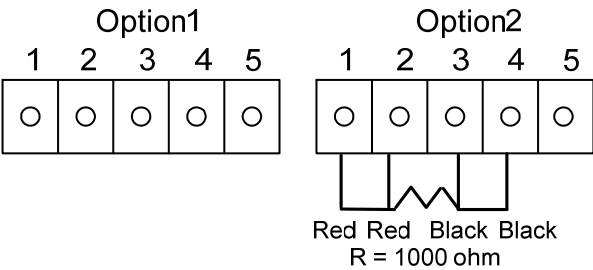 Option1 Option2
1 2 3 4 5 1 2 3 4 5
Red Red Black Black
R = 1000 ohm